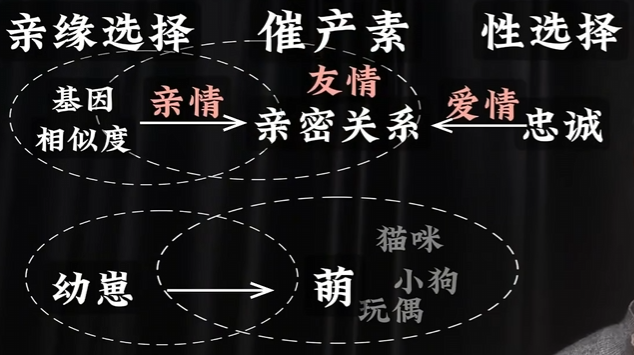 亲缘选择 催产素 性选择
友情
基因 亲情 爱情
相似度 亲密关系 忠诚
猫咪
幼崽 萌 小狗
玩偶